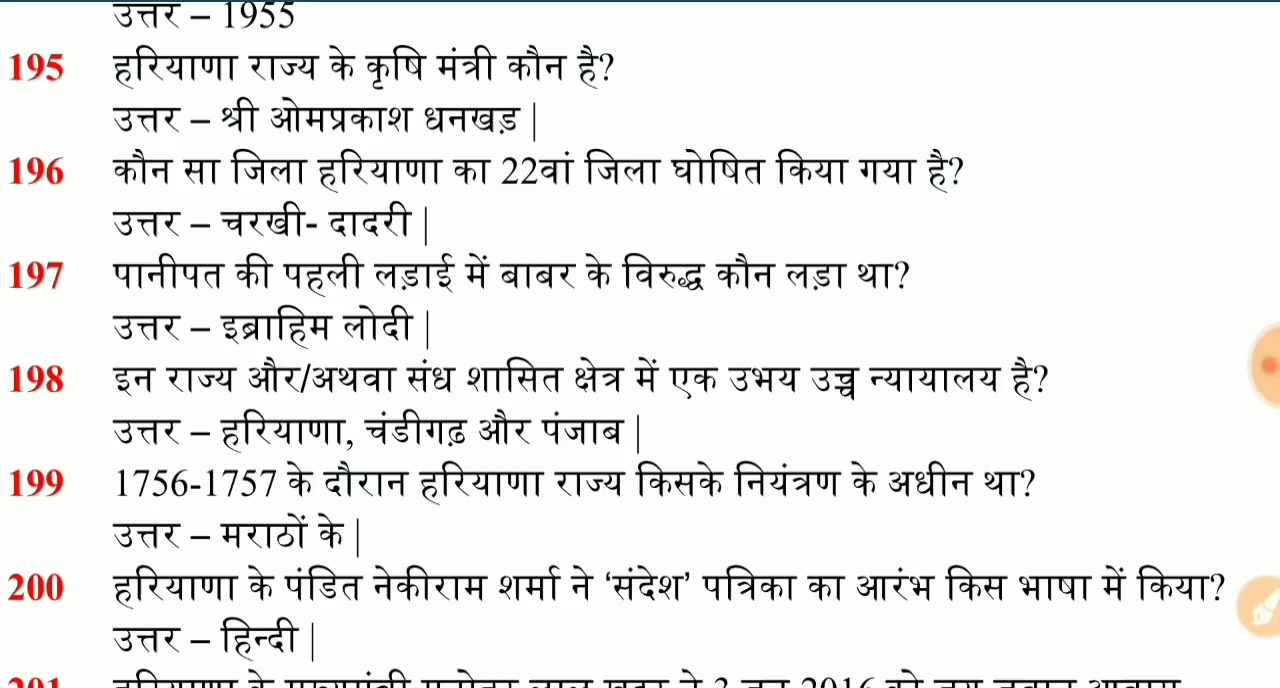 उत्तर – 1955
195 हरियाणा राज्य के कृषि मंत्री कौन है?
उत्तर – श्री ओमप्रकाश धनखड़ |
196 कौन सा जिला हरियाणा का 22वां जिला घोषित किया गया है?
उत्तर – चरखी- दादरी |
197 पानीपत की पहली लड़ाई में बाबर के विरुद्ध कौन लड़ा था?
उत्तर – इब्राहिम लोदी |
198 इन राज्य और/अथवा संध शासित क्षेत्र में एक उभय उच्च न्यायालय है?
उत्तर – हरियाणा, चंडीगढ़ और पंजाब |
199 1756-1757 के दौरान हरियाणा राज्य किसके नियंत्रण के अधीन था?
उत्तर – मराठों के |
200 हरियाणा के पंडित नेकीराम शर्मा ने ‘संदेश’ पत्रिका का आरंभ किस भाषा में किया?
उत्तर – हिन्दी |